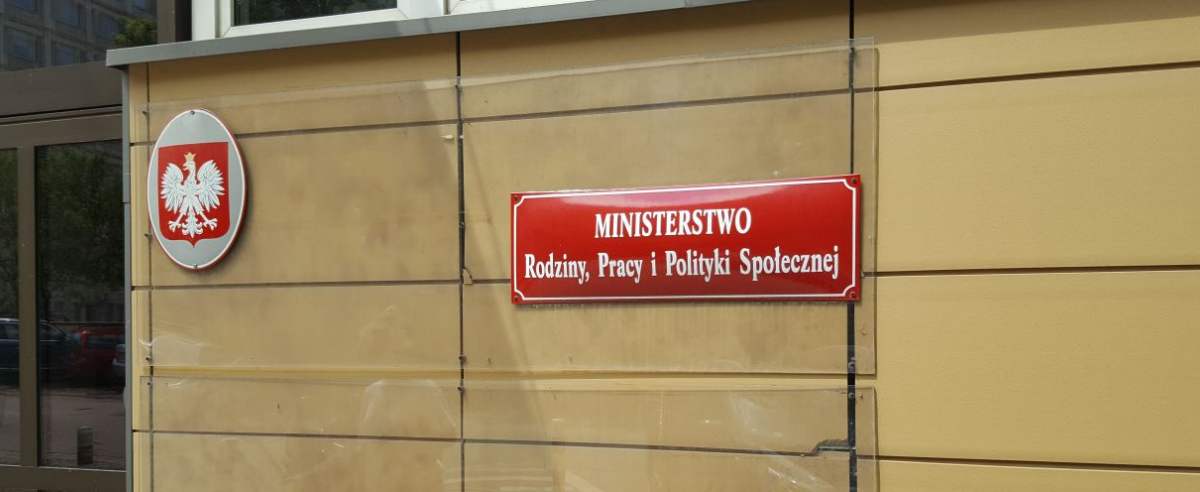 MINISTERSTWO
Rodziny, Pracy i Polityki Społecznej